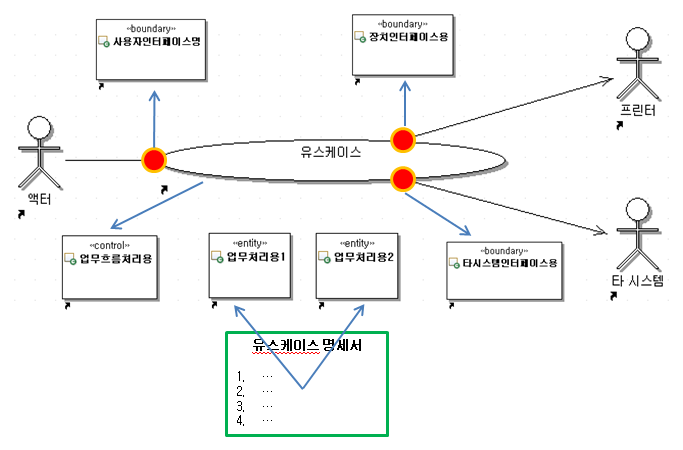 «boundary»
사용자인터페이스명
«boundary»
장치인터페이스용
프린터
유스케이스
액터
«control»
업무흐름처리용
«entity»
업무처리용1
«entity»
업무처리용2
«boundary»
타시스템인터페이스용
타 시스템
유스케이스 명세서
1. …
2. …
3. …
4. …